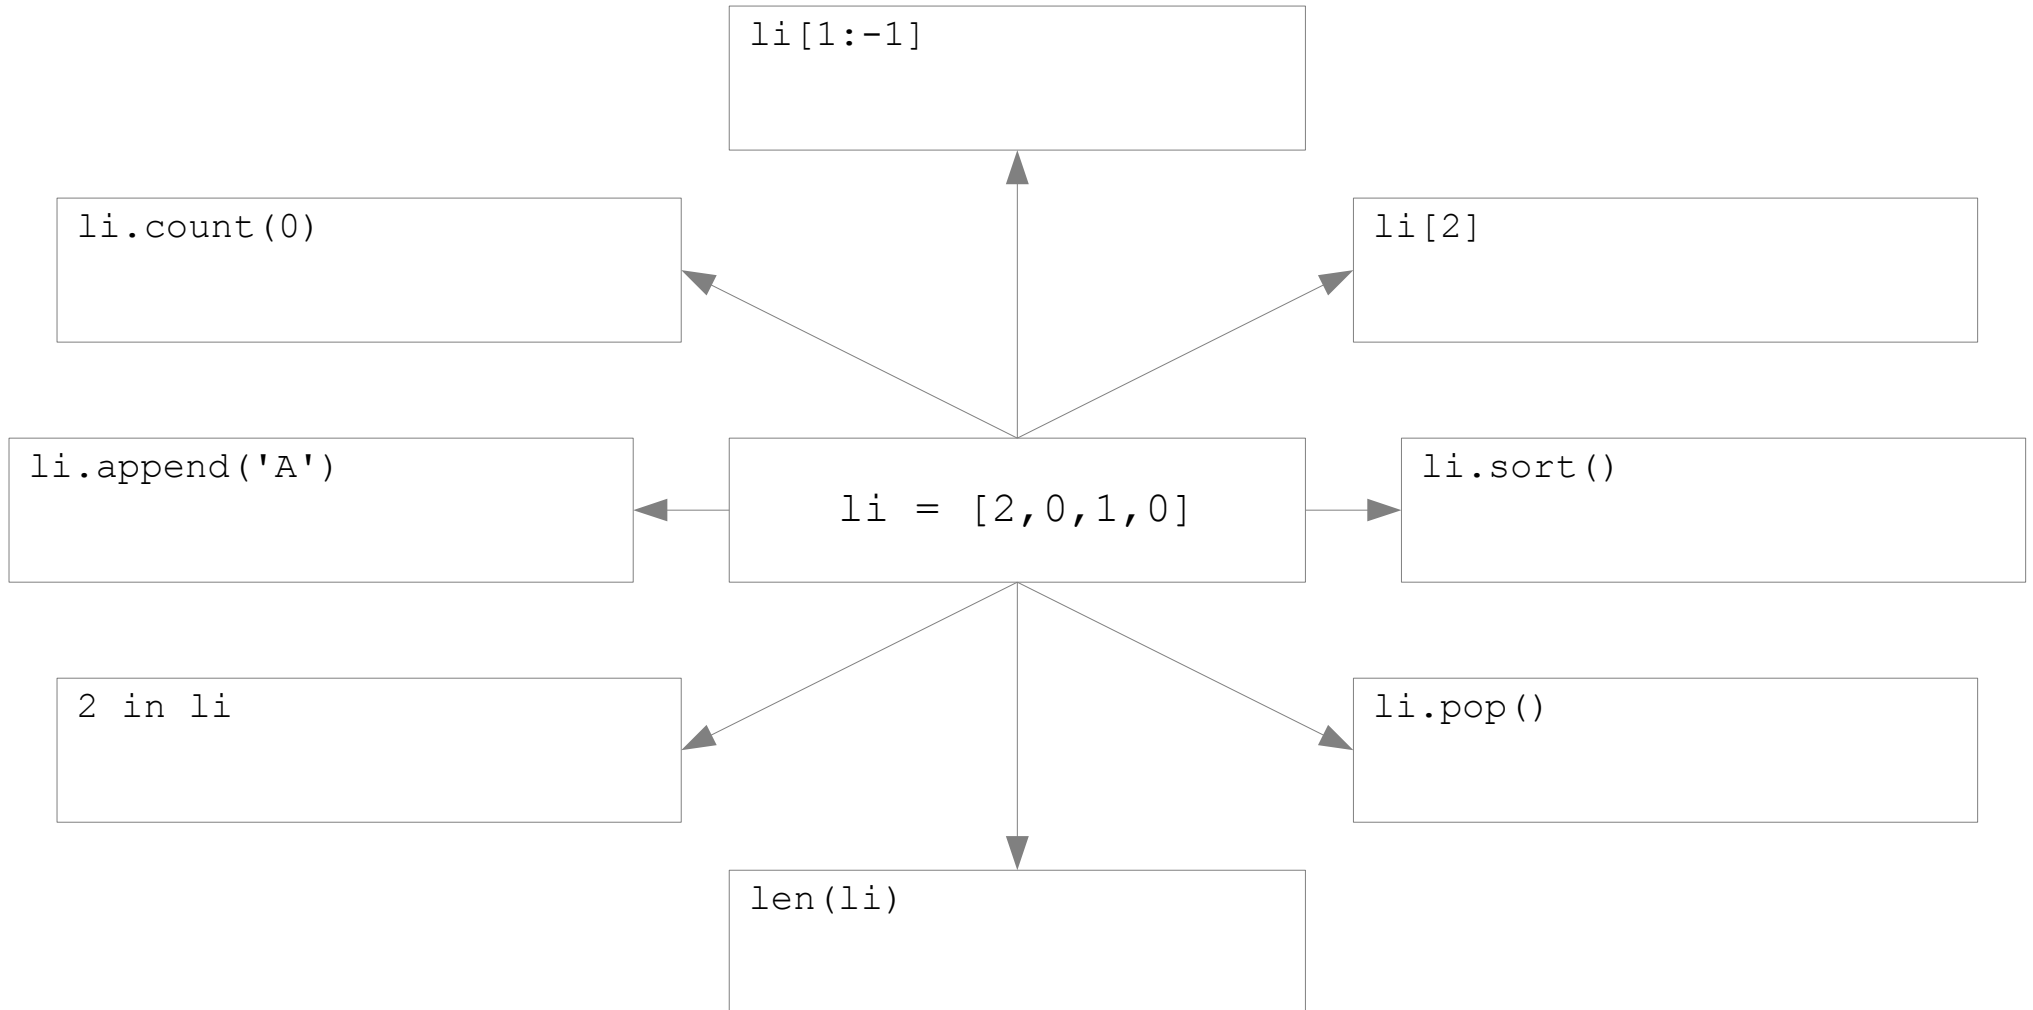 li[1:-1]
li.count(0)
li[2]
li.append('A')
li = [2,0,1,0]
li.sort()
2 in li
li.pop()
len(li)